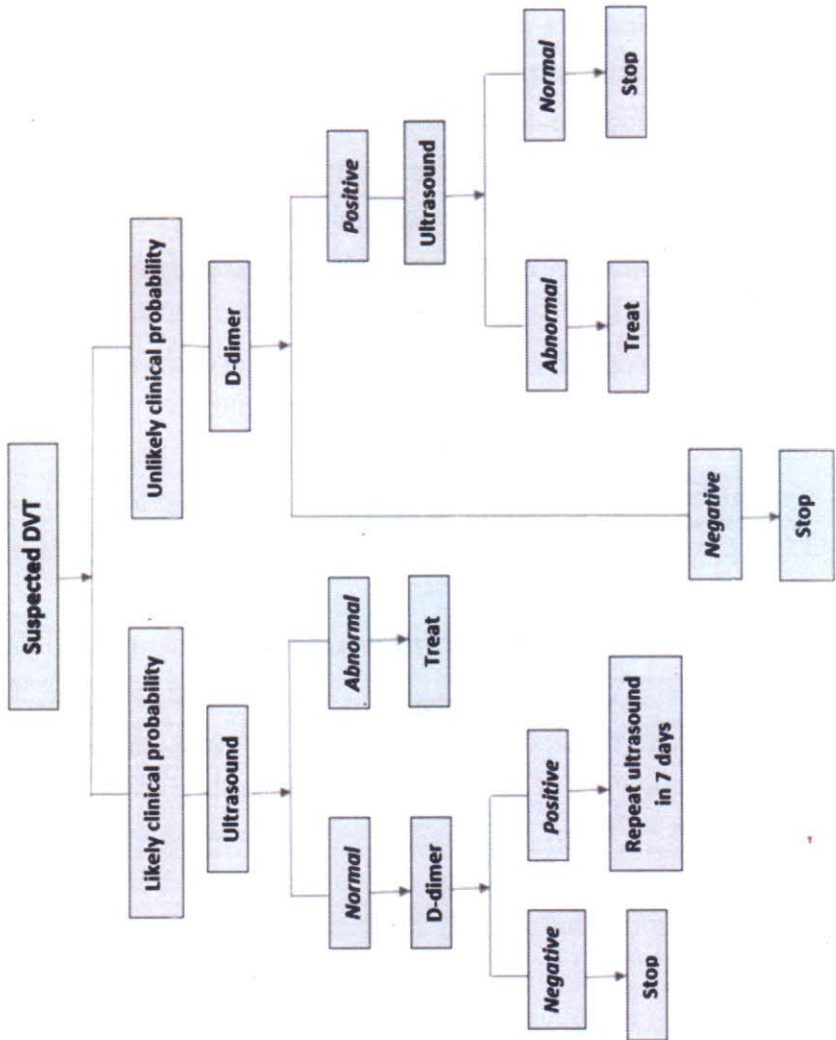 Suspected DVT
Likely clinical probability
Unlikely clinical probability
Ultrasound
D-dimer
Normal
Abnormal
Positive
D-dimer
Treat
Ultrasound
Negative
Positive
Abnormal
Normal
Stop
Repeat ultrasound
in 7 days
Treat
Stop
Negative
Stop